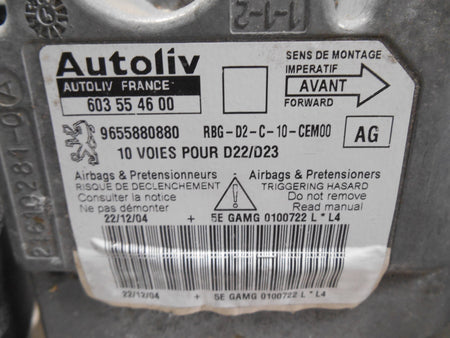 1-1-2
Autoliv
AUTOLIV FRANCE
603 55 46 00
SENS DE MONTAGE
IMPERATIF
AVANT
9655880880 RBG-D2-C-10-CEM00 AG
10 VOIES POUR D22/D23
Airbags & Pretensionneurs
RISQUE DE DECLENCHEMENT
Consulter la notice
Ne pas démonter
Airbags & Pretensioners
TRIGGERING HASARD
Do not remove
Read manual
22/12/04 + 5E GAMG 0100722 L * L4
22/12/04 + 5E GAMG 0100722 L * L4